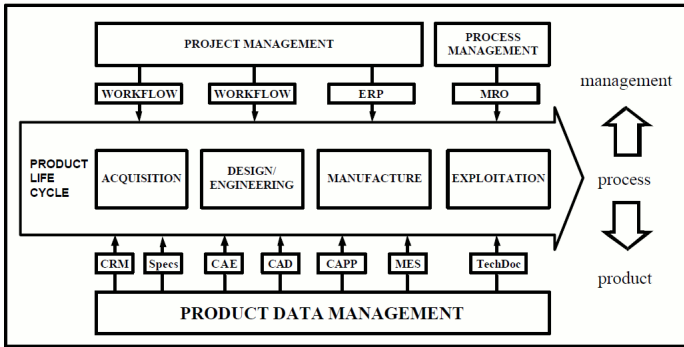 PROJECT MANAGEMENT
PROCESS
MANAGEMENT
management
WORKFLOW
WORKFLOW
ERP
MRO
PRODUCT
LIFE
CYCLE
ACQUISITION
DESIGN/
ENGINEERING
MANUFACTURE
EXPLOITATION
process
CRM
Specs
CAE
CAD
CAPP
MES
TechDoc
product
PRODUCT DATA MANAGEMENT